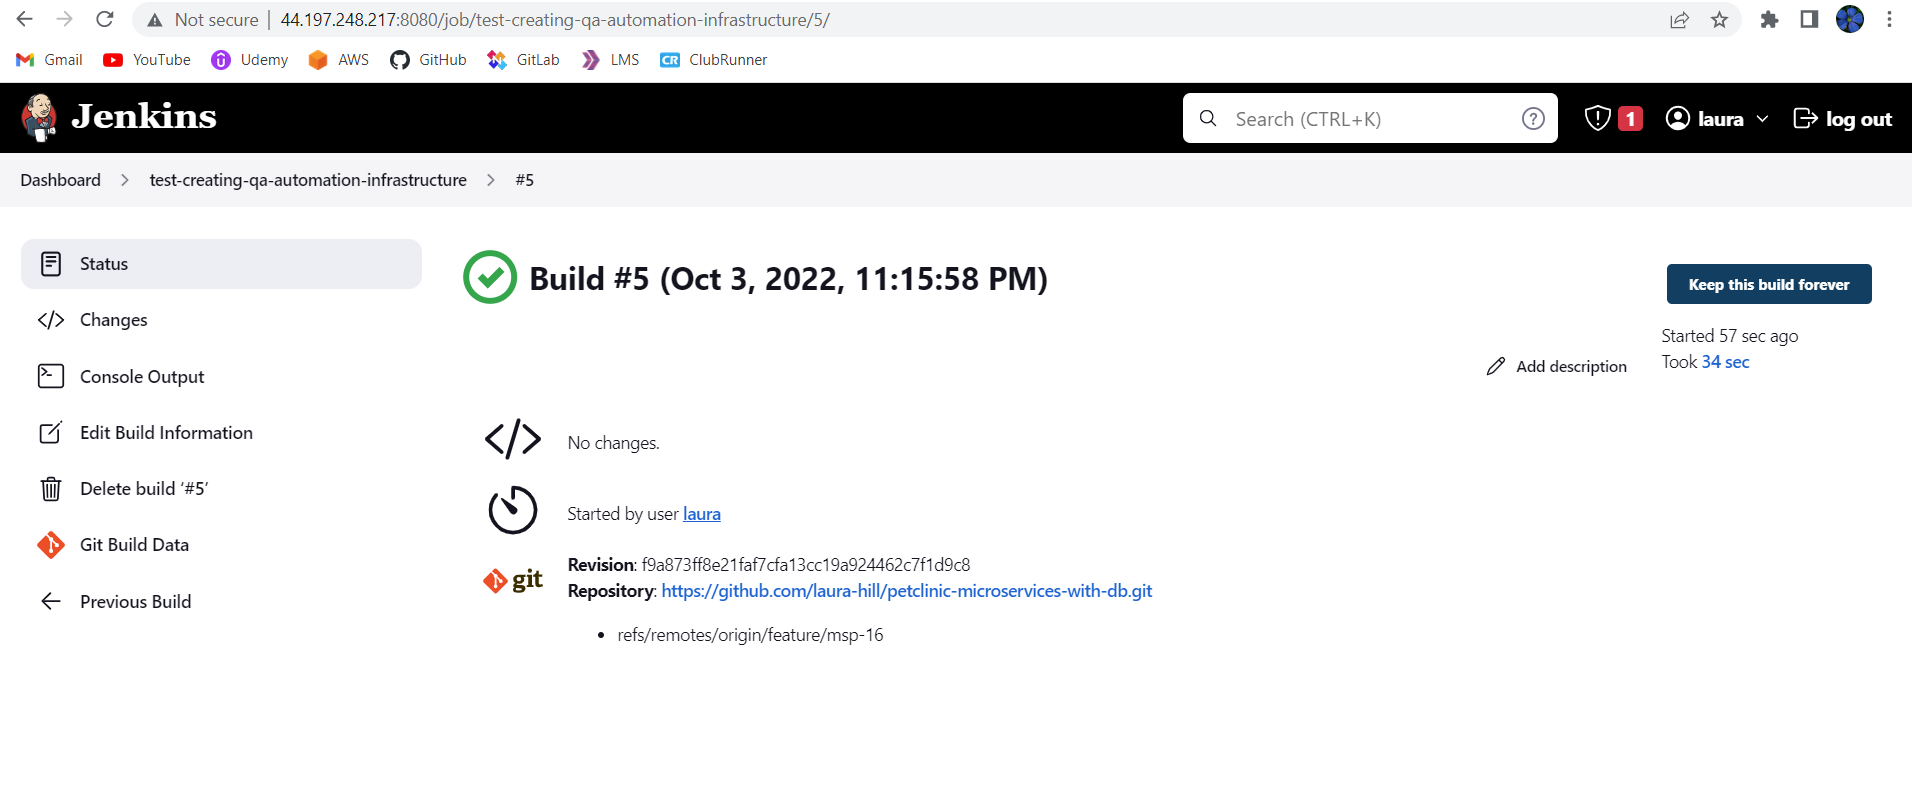 Not secure | 44.197.248.217:8080/job/test-creating-qa-automation-infrastructure/5/
Gmail YouTube Udemy AWS GitHub GitLab LMS CR ClubRunner
Jenkins Search (CTRL+K) ? 1 laura log out
Dashboard > test-creating-qa-automation-infrastructure > #5
Status
Changes
Console Output
Edit Build Information
Delete build ‘#5’
Git Build Data
Previous Build
Build #5 (Oct 3, 2022, 11:15:58 PM)
Keep this build forever
Started 57 sec ago
Took 34 sec
Add description
No changes.
Started by user laura
git
Revision: f9a873ff8e21faf7cfa13cc19a924462c7f1d9c8
Repository: https://github.com/laura-hill/petclinic-microservices-with-db.git
• refs/remotes/origin/feature/msp-16